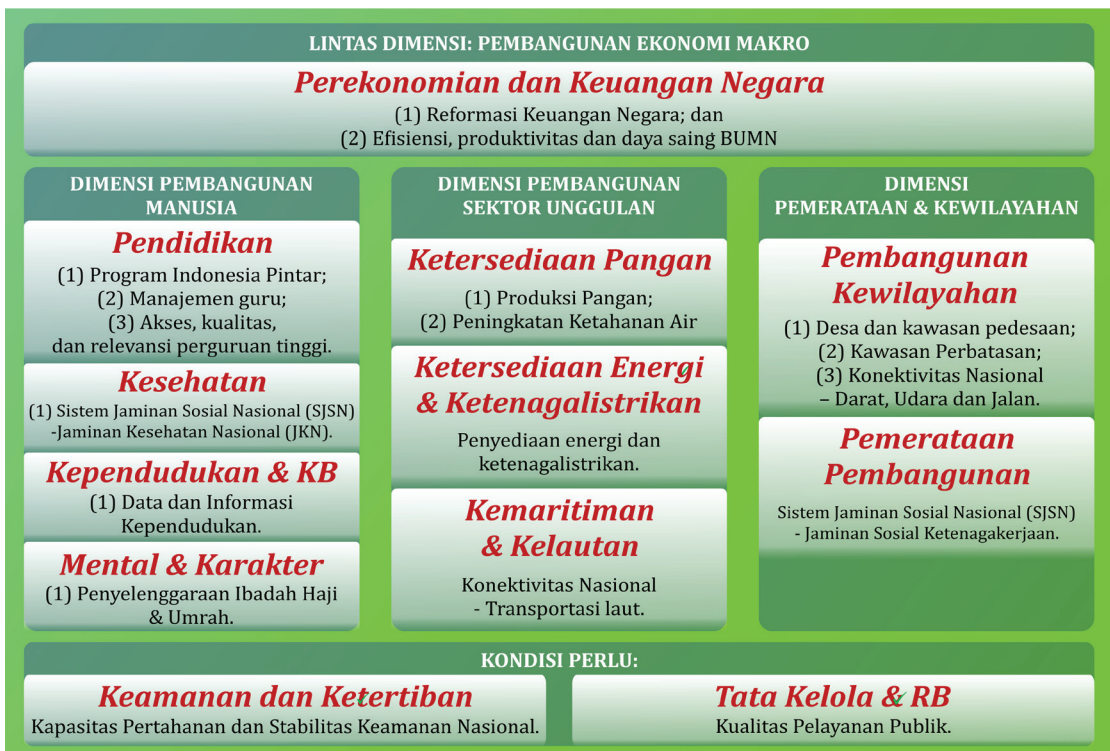 LINTAS DIMENSI: PEMBANGUNAN EKONOMI MAKRO
Perekonomian dan Keuangan Negara
(1) Reformasi Keuangan Negara; dan
(2) Efisiensi, produktivitas dan daya saing BUMN
DIMENSI PEMBANGUNAN
MANUSIA
Pendidikan
(1) Program Indonesia Pintar;
(2) Manajemen guru;
(3) Akses, kualitas,
dan relevansi perguruan tinggi.
Kesehatan
(1) Sistem Jaminan Sosial Nasional (SJSN)
-Jaminan Kesehatan Nasional (JKN).
Kependudukan & KB
(1) Data dan Informasi
Kependudukan.
Mental & Karakter
(1) Penyelenggaraan Ibadah Haji
& Umrah.
DIMENSI PEMBANGUNAN
SEKTOR UNGGULAN
Ketersediaan Pangan
(1) Produksi Pangan;
(2) Peningkatan Ketahanan Air
Ketersediaan Energi
& Ketenagalistrikan
Penyediaan energi dan
ketenagalistrikan.
Kemaritiman
& Kelautan
Konektivitas Nasional
- Transportasi laut.
DIMENSI
PEMERATAAN & KEWILAYAHAN
Pembangunan
Kewilayahan
(1) Desa dan kawasan pedesaan;
(2) Kawasan Perbatasan;
(3) Konektivitas Nasional
– Darat, Udara dan Jalan.
Pemerataan
Pembangunan
Sistem Jaminan Sosial Nasional (SJSN)
- Jaminan Sosial Ketenagakerjaan.
KONDISI PERLU:
Keamanan dan Ketertiban
Kapasitas Pertahanan dan Stabilitas Keamanan Nasional.
Tata Kelola & RB
Kualitas Pelayanan Publik.